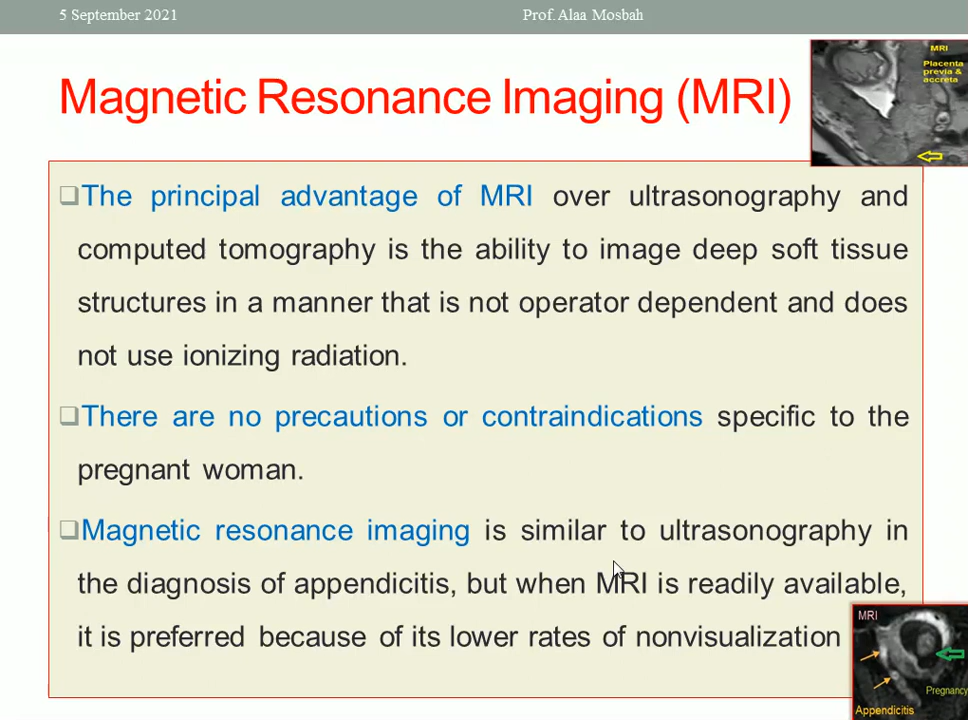 5 September 2021
Prof. Alaa Mosbah
Magnetic Resonance Imaging (MRI)
MRI
Placenta
previa &
accreta
The principal advantage of MRI over ultrasonography and
computed tomography is the ability to image deep soft tissue
structures in a manner that is not operator dependent and does
not use ionizing radiation.
There are no precautions or contraindications specific to the
pregnant woman.
Magnetic resonance imaging is similar to ultrasonography in
the diagnosis of appendicitis, but when MRI is readily available,
it is preferred because of its lower rates of nonvisualization
MRI
Pregnancy
Appendicitis